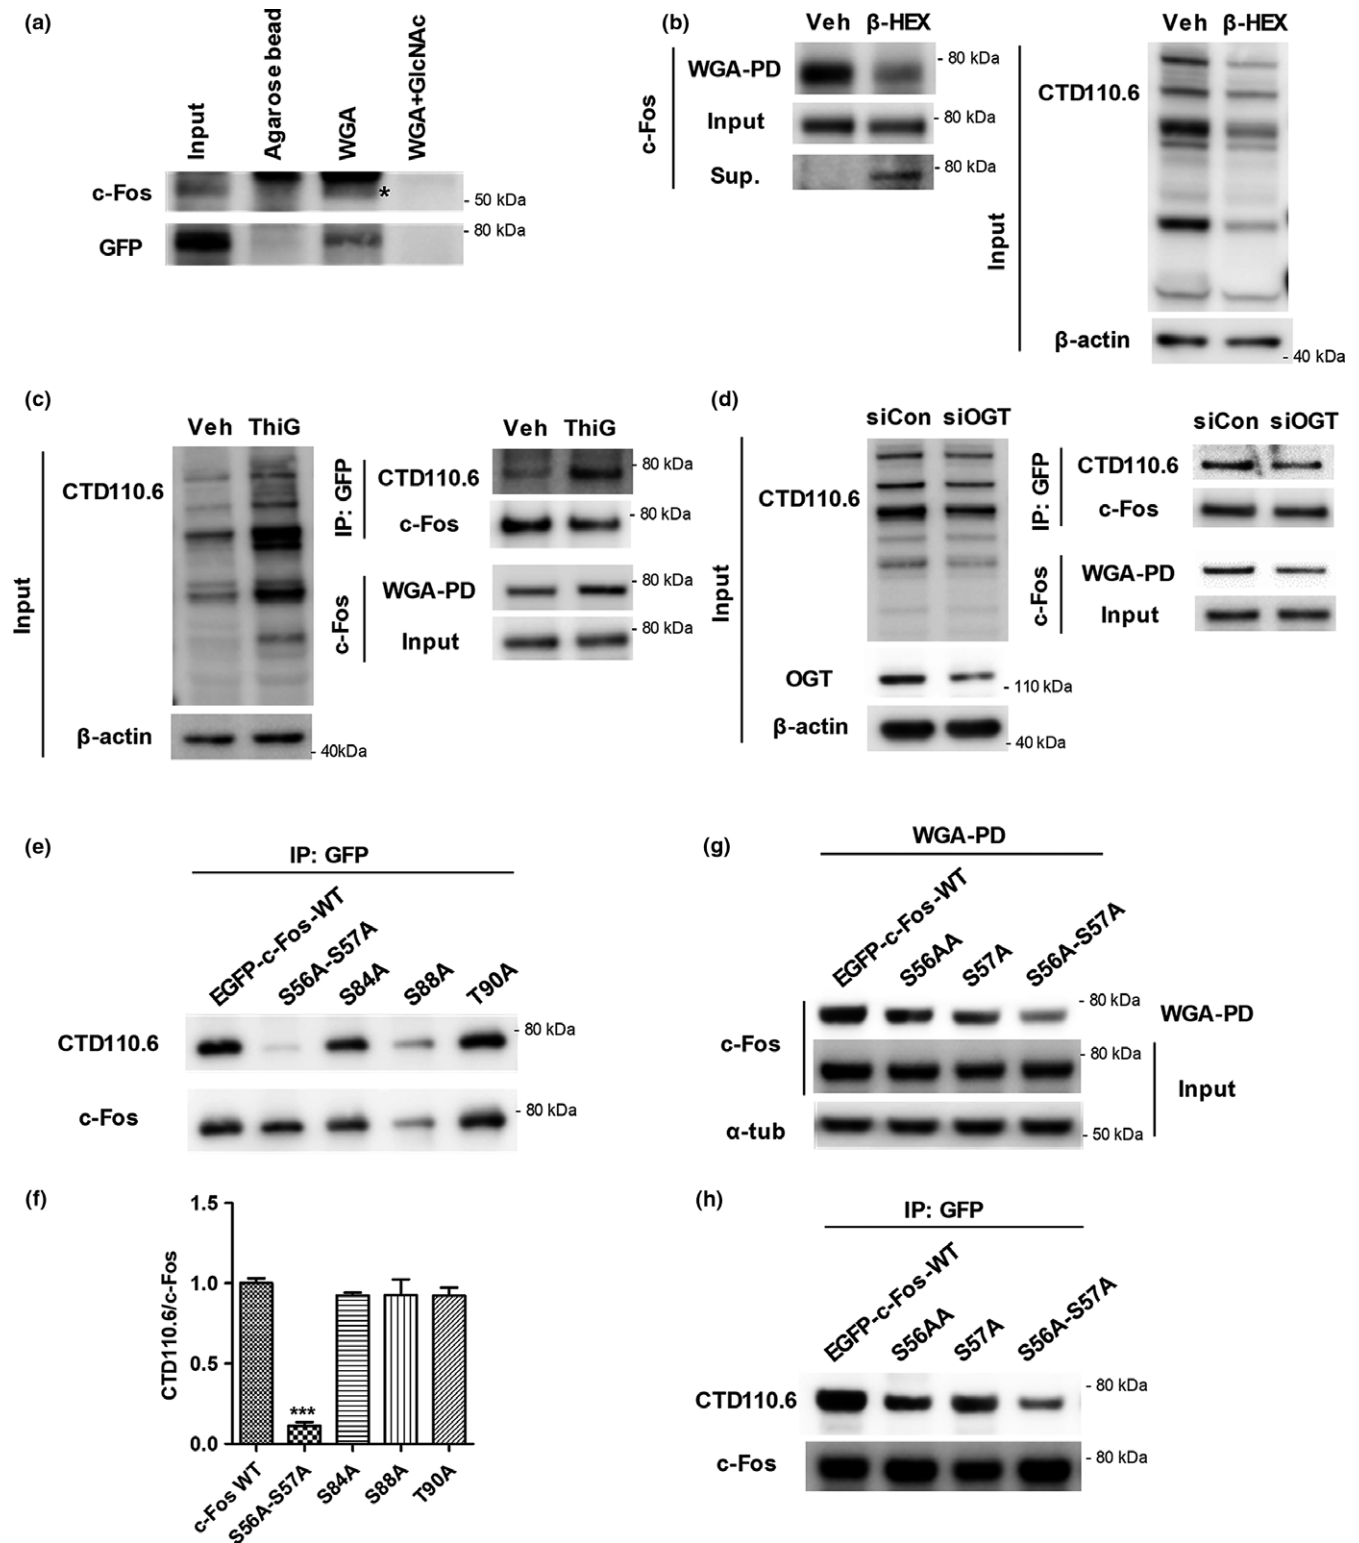 (a)
Input
Agarose bead
WGA
WGA+GlcNAc
c-Fos
*
- 50 kDa
GFP
- 80 kDa
(b)
Veh β-HEX
c-Fos
WGA-PD
- 80 kDa
Input
- 80 kDa
Sup.
- 80 kDa
Veh β-HEX
Input
CTD110.6
β-actin
- 40 kDa
(c)
Veh ThiG
Input
CTD110.6
β-actin
- 40kDa
Veh ThiG
IP: GFP
CTD110.6
- 80 kDa
c-Fos
- 80 kDa
c-Fos
WGA-PD
- 80 kDa
Input
- 80 kDa
(d)
siCon siOGT
Input
CTD110.6
OGT
- 110 kDa
β-actin
- 40 kDa
siCon siOGT
IP: GFP
CTD110.6
c-Fos
c-Fos
WGA-PD
Input
(e)
IP: GFP
EGFP-c-Fos-WT
S56A-S57A
S84A
S88A
T90A
CTD110.6
- 80 kDa
c-Fos
- 80 kDa
(f)
CTD110.6/c-Fos
1.5
1.0
0.5
0.0
***
c-Fos WT
S56A-S57A
S84A
S88A
T90A
(g)
WGA-PD
EGFP-c-Fos-WT
S56AA
S57A
S56A-S57A
c-Fos
- 80 kDa
WGA-PD
- 80 kDa
Input
α-tub
- 50 kDa
(h)
IP: GFP
EGFP-c-Fos-WT
S56AA
S57A
S56A-S57A
CTD110.6
- 80 kDa
c-Fos
- 80 kDa